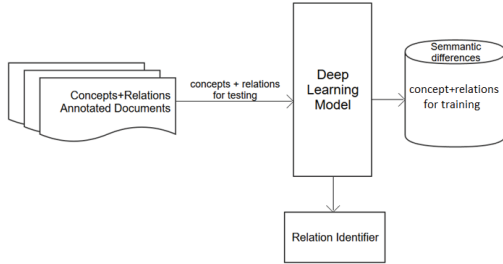 Concepts+Relations
Annotated Documents
concepts + relations
for testing
Deep
Learning
Model
Semmantic
differences
concept+relations
for training
Relation Identifier